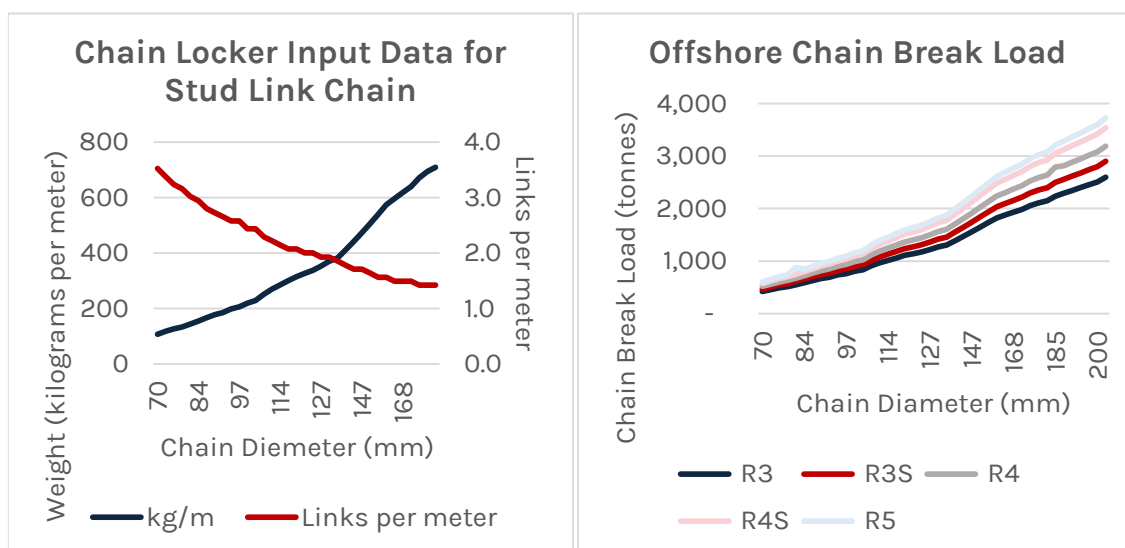 Chain Locker Input Data for
Stud Link Chain
Weight (kilograms per meter)
800
600
400
200
0
4.0
3.0
2.0
1.0
0.0
Links per meter
70
84
97
114
127
147
168
Chain Diemeter (mm)
kg/m
Links per meter
Offshore Chain Break Load
Chain Break Load (tonnes)
4,000
3,000
2,000
1,000
-
70
84
97
114
127
147
168
185
200
Chain Diameter (mm)
R3
R3S
R4
R4S
R5